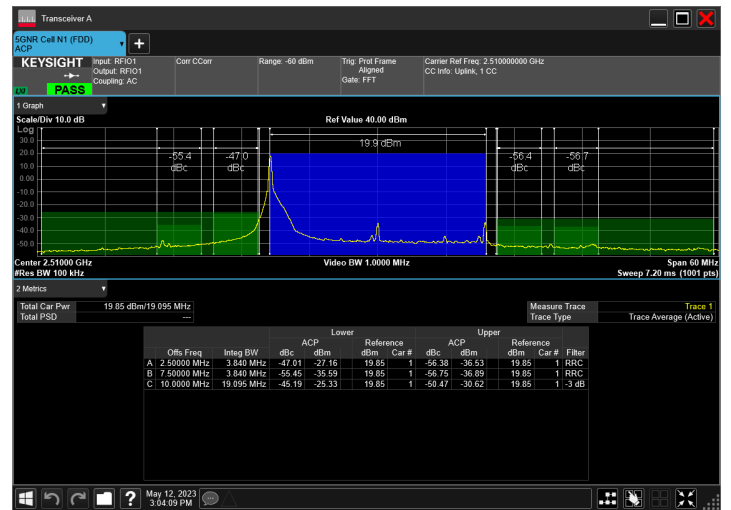 Transceiver A
5GNR Cell N1 (FDD)
ACP
KEYSIGHT
LXI
PASS
Input: RFIO1
Output: RFIO1
Coupling: AC
Corr CCorr
Range: -60 dBm
Trig: Prot Frame
Aligned
Gate: FFT
Carrier Ref Freq: 2.510000000 GHz
CC Info: Uplink, 1 CC
1 Graph
Scale/Div 10.0 dB
Ref Value 40.00 dBm
Log
30.0
20.0
10.0
0.00
-10.0
-20.0
-30.0
-40.0
-50.0
-55.4
dBc
-47.0
dBc
19.9 dBm
-56.4
dBc
-56.7
dBc
Center 2.51000 GHz
Video BW 1.0000 MHz
Span 60 MHz
#Res BW 100 kHz
Sweep 7.20 ms (1001 pts)
2 Metrics
Total Car Pwr 19.85 dBm/19.095 MHz
Total PSD ---
Measure Trace Trace 1
Trace Type Trace Average (Active)
Lower Upper
ACP Reference ACP Reference
Offs Freq Integ BW dBc dBm dBm Car # dBc dBm dBm Car # Filter
A 2.50000 MHz 3.840 MHz -47.01 -27.16 19.85 1 -56.38 -36.53 19.85 1 RRC
B 7.50000 MHz 3.840 MHz -55.45 -35.59 19.85 1 -56.75 -36.89 19.85 1 RRC
C 10.0000 MHz 19.095 MHz -45.19 -25.33 19.85 1 -50.47 -30.62 19.85 1 -3 dB
May 12, 2023
3:04:09 PM